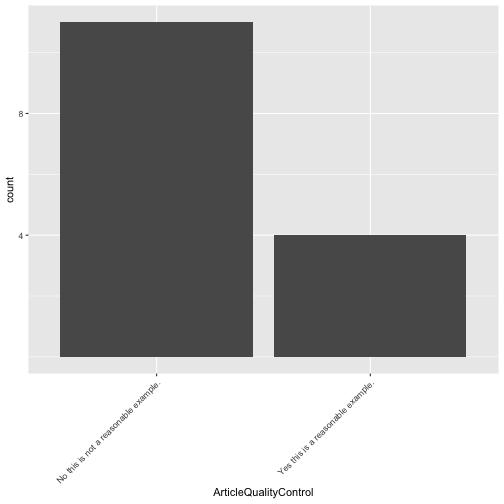 8
4
count
No this is not a reasonable example.
Yes this is a reasonable example.
ArticleQualityControl